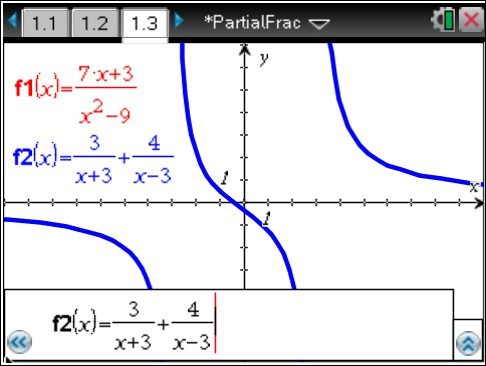 1.1 1.2 1.3 *PartialFrac
y
f1(x)=(7·x+3)/(x²−9)
f2(x)=3/(x+3)+4/(x−3)
1
x
1
f2(x)=3/(x+3)+4/(x−3)